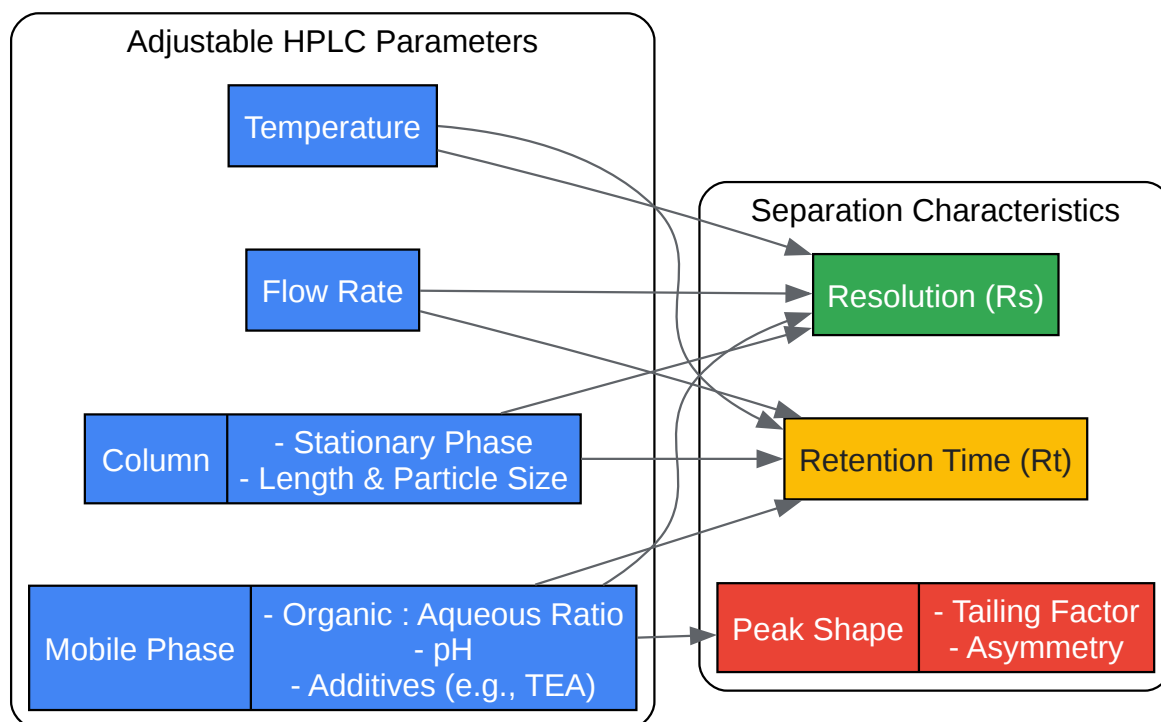 Adjustable HPLC Parameters
Temperature
Flow Rate
Column
- Stationary Phase
- Length & Particle Size
Mobile Phase
- Organic : Aqueous Ratio
- pH
- Additives (e.g., TEA)
Separation Characteristics
Resolution (Rs)
Retention Time (Rt)
Peak Shape
- Tailing Factor
- Asymmetry